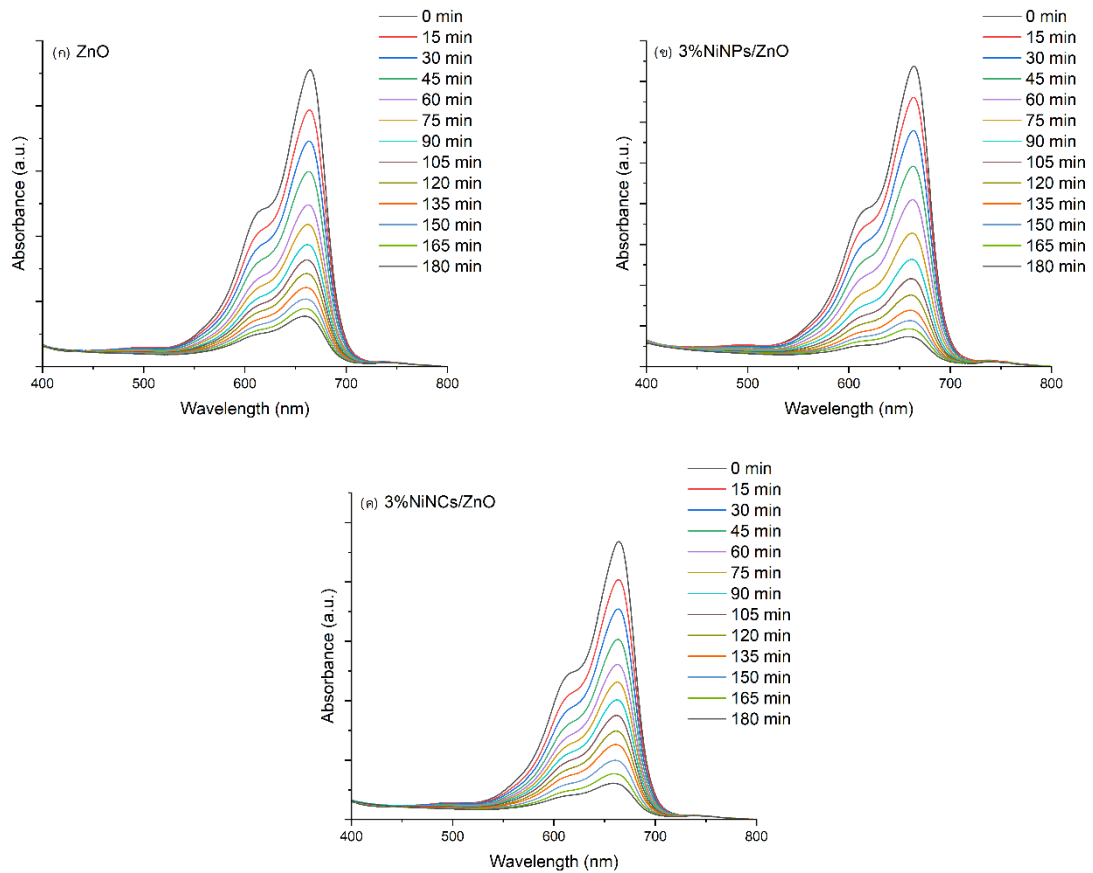 (ก) ZnO
0 min
15 min
30 min
45 min
60 min
75 min
90 min
105 min
120 min
135 min
150 min
165 min
180 min
Absorbance (a.u.)
400 500 600 700 800
Wavelength (nm)
(ข) 3%NiNPs/ZnO
0 min
15 min
30 min
45 min
60 min
75 min
90 min
105 min
120 min
135 min
150 min
165 min
180 min
Absorbance (a.u.)
400 500 600 700 800
Wavelength (nm)
(ค) 3%NiNCs/ZnO
0 min
15 min
30 min
45 min
60 min
75 min
90 min
105 min
120 min
135 min
150 min
165 min
180 min
Absorbance (a.u.)
400 500 600 700 800
Wavelength (nm)